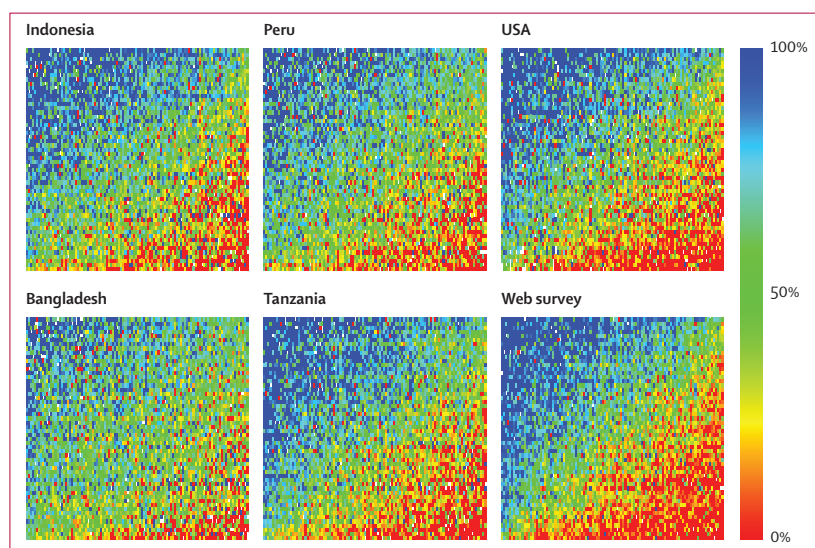 Indonesia
Peru
USA
100%
50%
Bangladesh
Tanzania
Web survey
0%